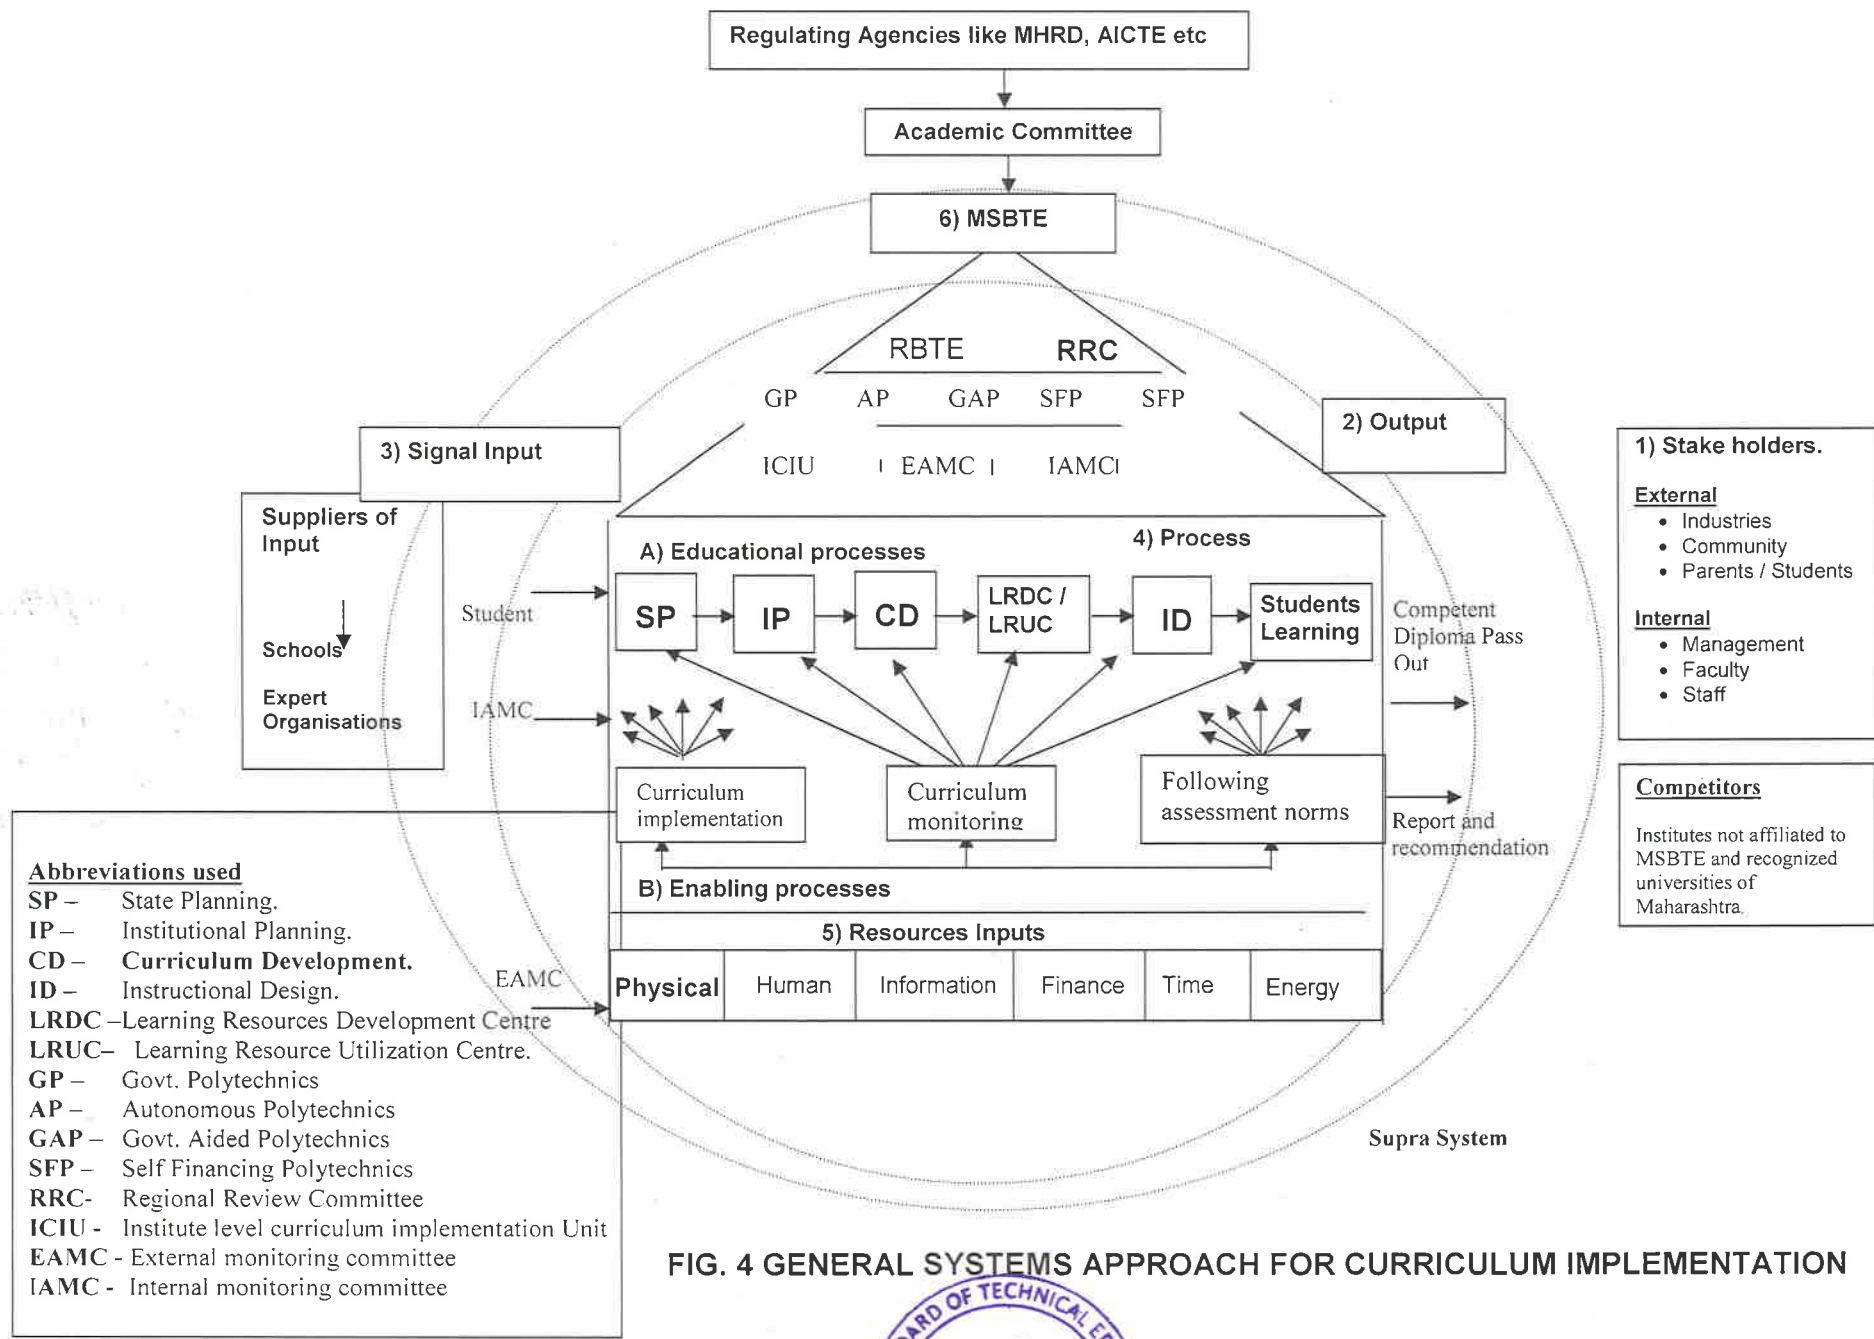 Regulating Agencies like MHRD, AICTE etc
Academic Committee
6) MSBTE
RBTE RRC
GP AP GAP SFP SFP
ICIU EAMC IAMC
3) Signal Input
2) Output
Suppliers of
Input
Schools
Expert
Organisations
1) Stake holders.
External
• Industries
• Community
• Parents / Students
Internal
• Management
• Faculty
• Staff
Competitors
Institutes not affiliated to
MSBTE and recognized
universities of
Maharashtra.
A) Educational processes
4) Process
Student
IAMC
EAMC
SP
IP
CD
LRDC /
LRUC
ID
Students
Learning
Competent
Diploma Pass
Out
Curriculum
implementation
Curriculum
monitoring
Following
assessment norms
Report and
recommendation
B) Enabling processes
5) Resources Inputs
Physical Human Information Finance Time Energy
Abbreviations used
SP – State Planning.
IP – Institutional Planning.
CD – Curriculum Development.
ID – Instructional Design.
LRDC –Learning Resources Development Centre
LRUC– Learning Resource Utilization Centre.
GP – Govt. Polytechnics
AP – Autonomous Polytechnics
GAP – Govt. Aided Polytechnics
SFP – Self Financing Polytechnics
RRC- Regional Review Committee
ICIU - Institute level curriculum implementation Unit
EAMC - External monitoring committee
IAMC - Internal monitoring committee
Supra System
FIG. 4 GENERAL SYSTEMS APPROACH FOR CURRICULUM IMPLEMENTATION
OF TECHNICAL